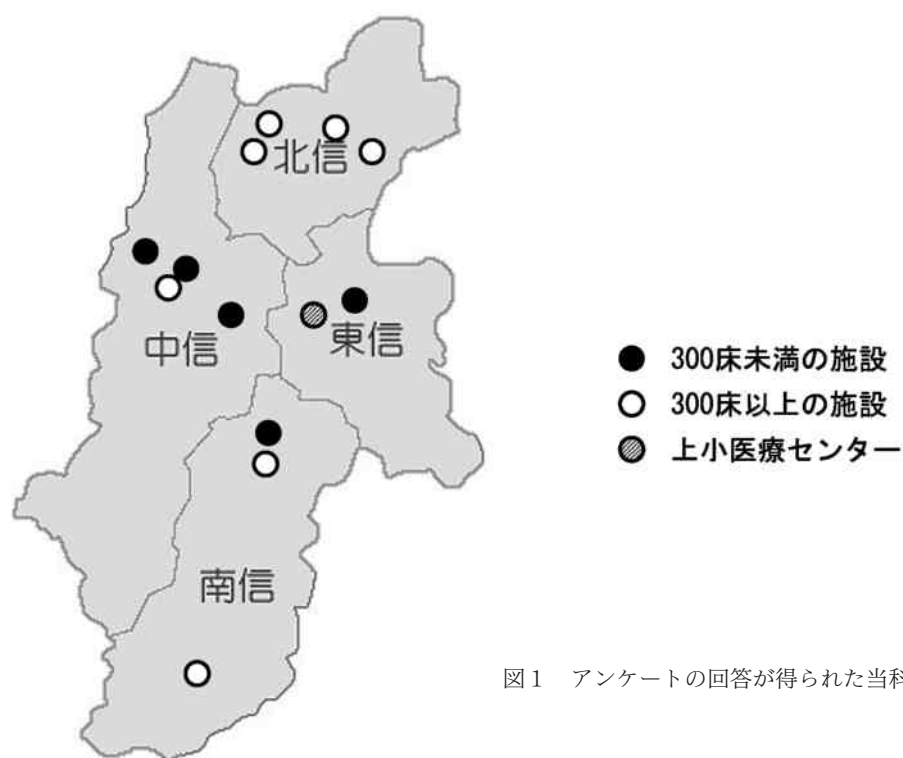 北信
中信
東信
南信
300床未満の施設
300床以上の施設
上小医療センター
図1 アンケートの回答が得られた当科